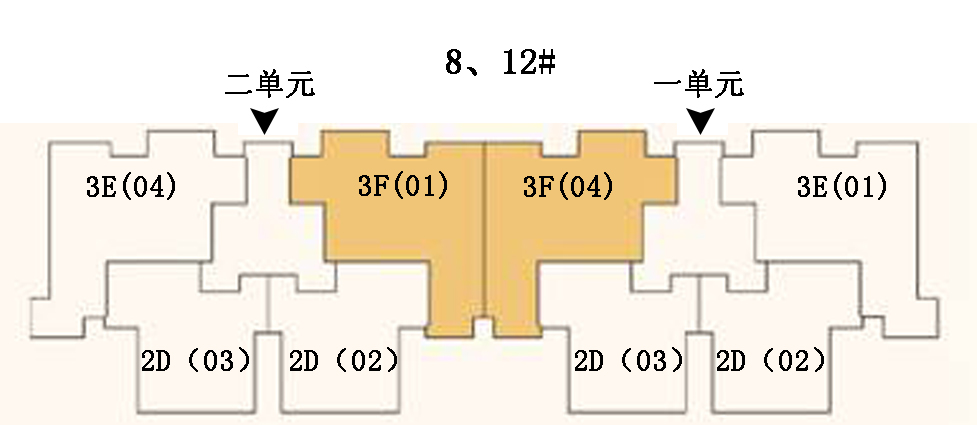 8、12#
二单元
一单元
3E(04)
3F(01)
3F(04)
3E(01)
2D（03）
2D（02）
2D（03）
2D（02）